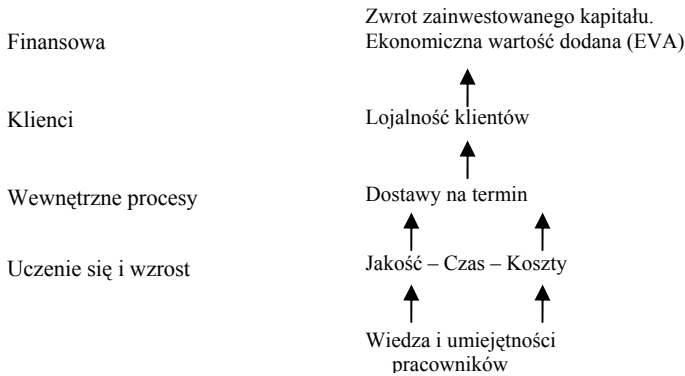 Zwrot zainwestowanego kapitału.
Finansowa Ekonomiczna wartość dodana (EVA)
Klienci Lojalność klientów
Wewnętrzne procesy Dostawy na termin
Uczenie się i wzrost Jakość – Czas – Koszty
Wiedza i umiejętności
pracowników